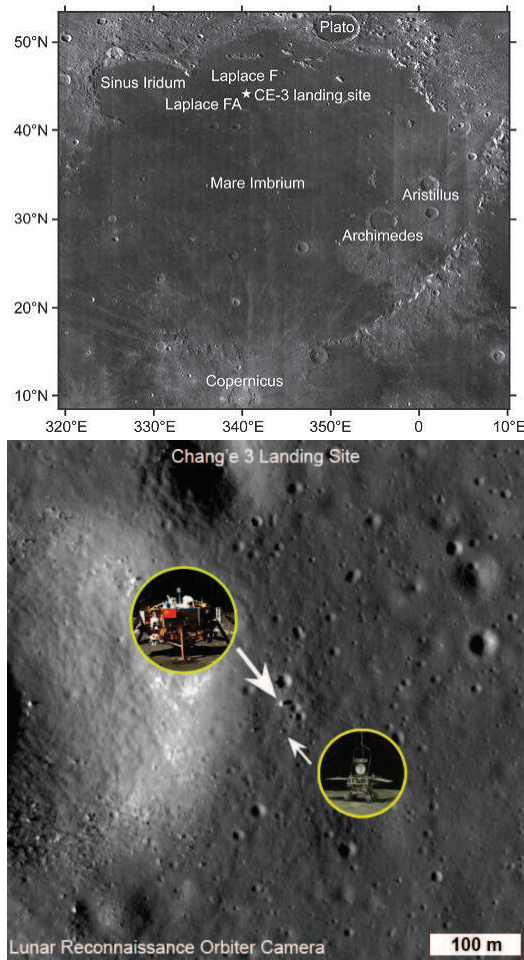 50°N
40°N
30°N
20°N
10°N
Plato
Sinus Iridum
Laplace F
CE-3 landing site
Laplace FA
Mare Imbrium
Aristillus
Archimedes
Copernicus
320°E
330°E
340°E
350°E
0
10°E
Chang'e 3 Landing Site
Lunar Reconnaissance Orbiter Camera
100 m